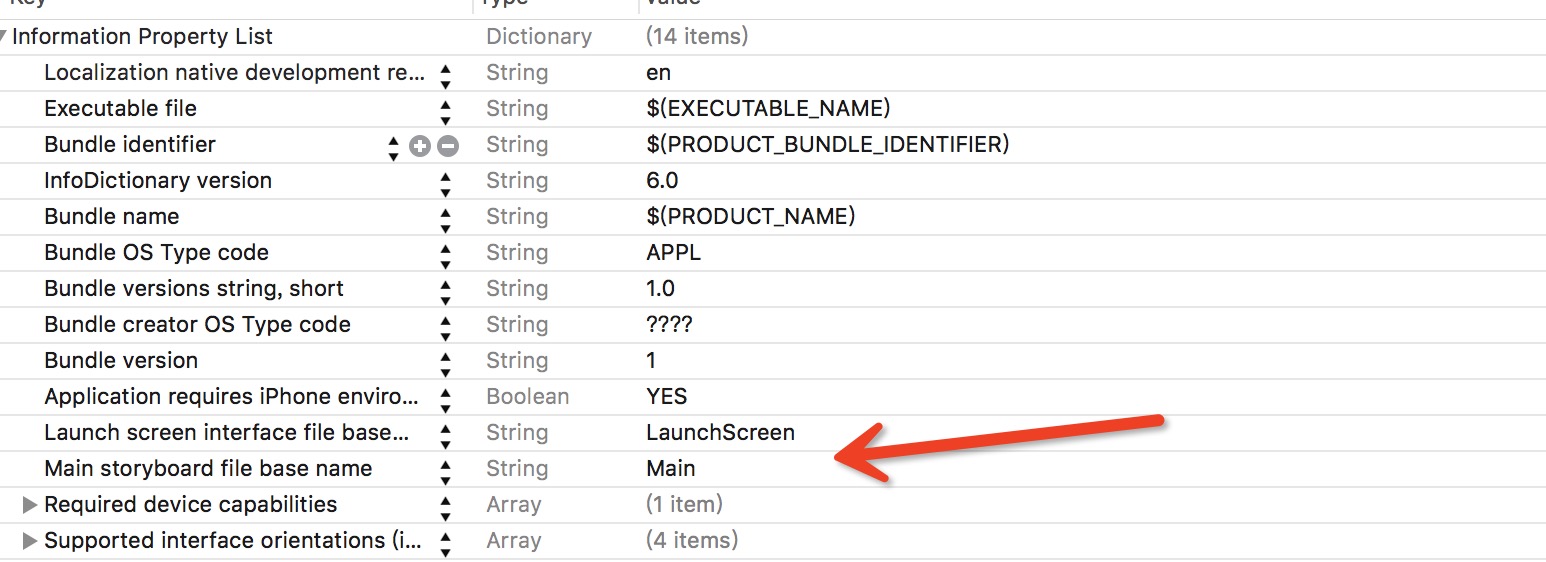 Key Type Value
Information Property List Dictionary (14 items)
Localization native development re... String en
Executable file String $(EXECUTABLE_NAME)
Bundle identifier String $(PRODUCT_BUNDLE_IDENTIFIER)
InfoDictionary version String 6.0
Bundle name String $(PRODUCT_NAME)
Bundle OS Type code String APPL
Bundle versions string, short String 1.0
Bundle creator OS Type code String ????
Bundle version String 1
Application requires iPhone enviro... Boolean YES
Launch screen interface file base... String LaunchScreen
Main storyboard file base name String Main
Required device capabilities Array (1 item)
Supported interface orientations (i... Array (4 items)